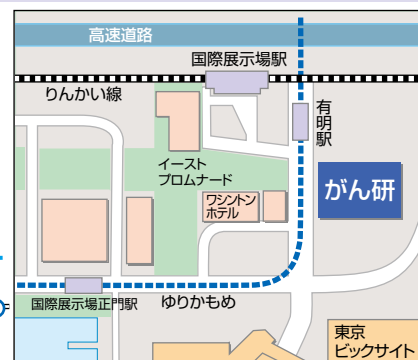 高速道路
国際展示場駅
りんかい線
有明駅
イースト
プロムナード
がん研
ワシントン
ホテル
国際展示場正門駅
ゆりかもめ
東京
ビックサイト